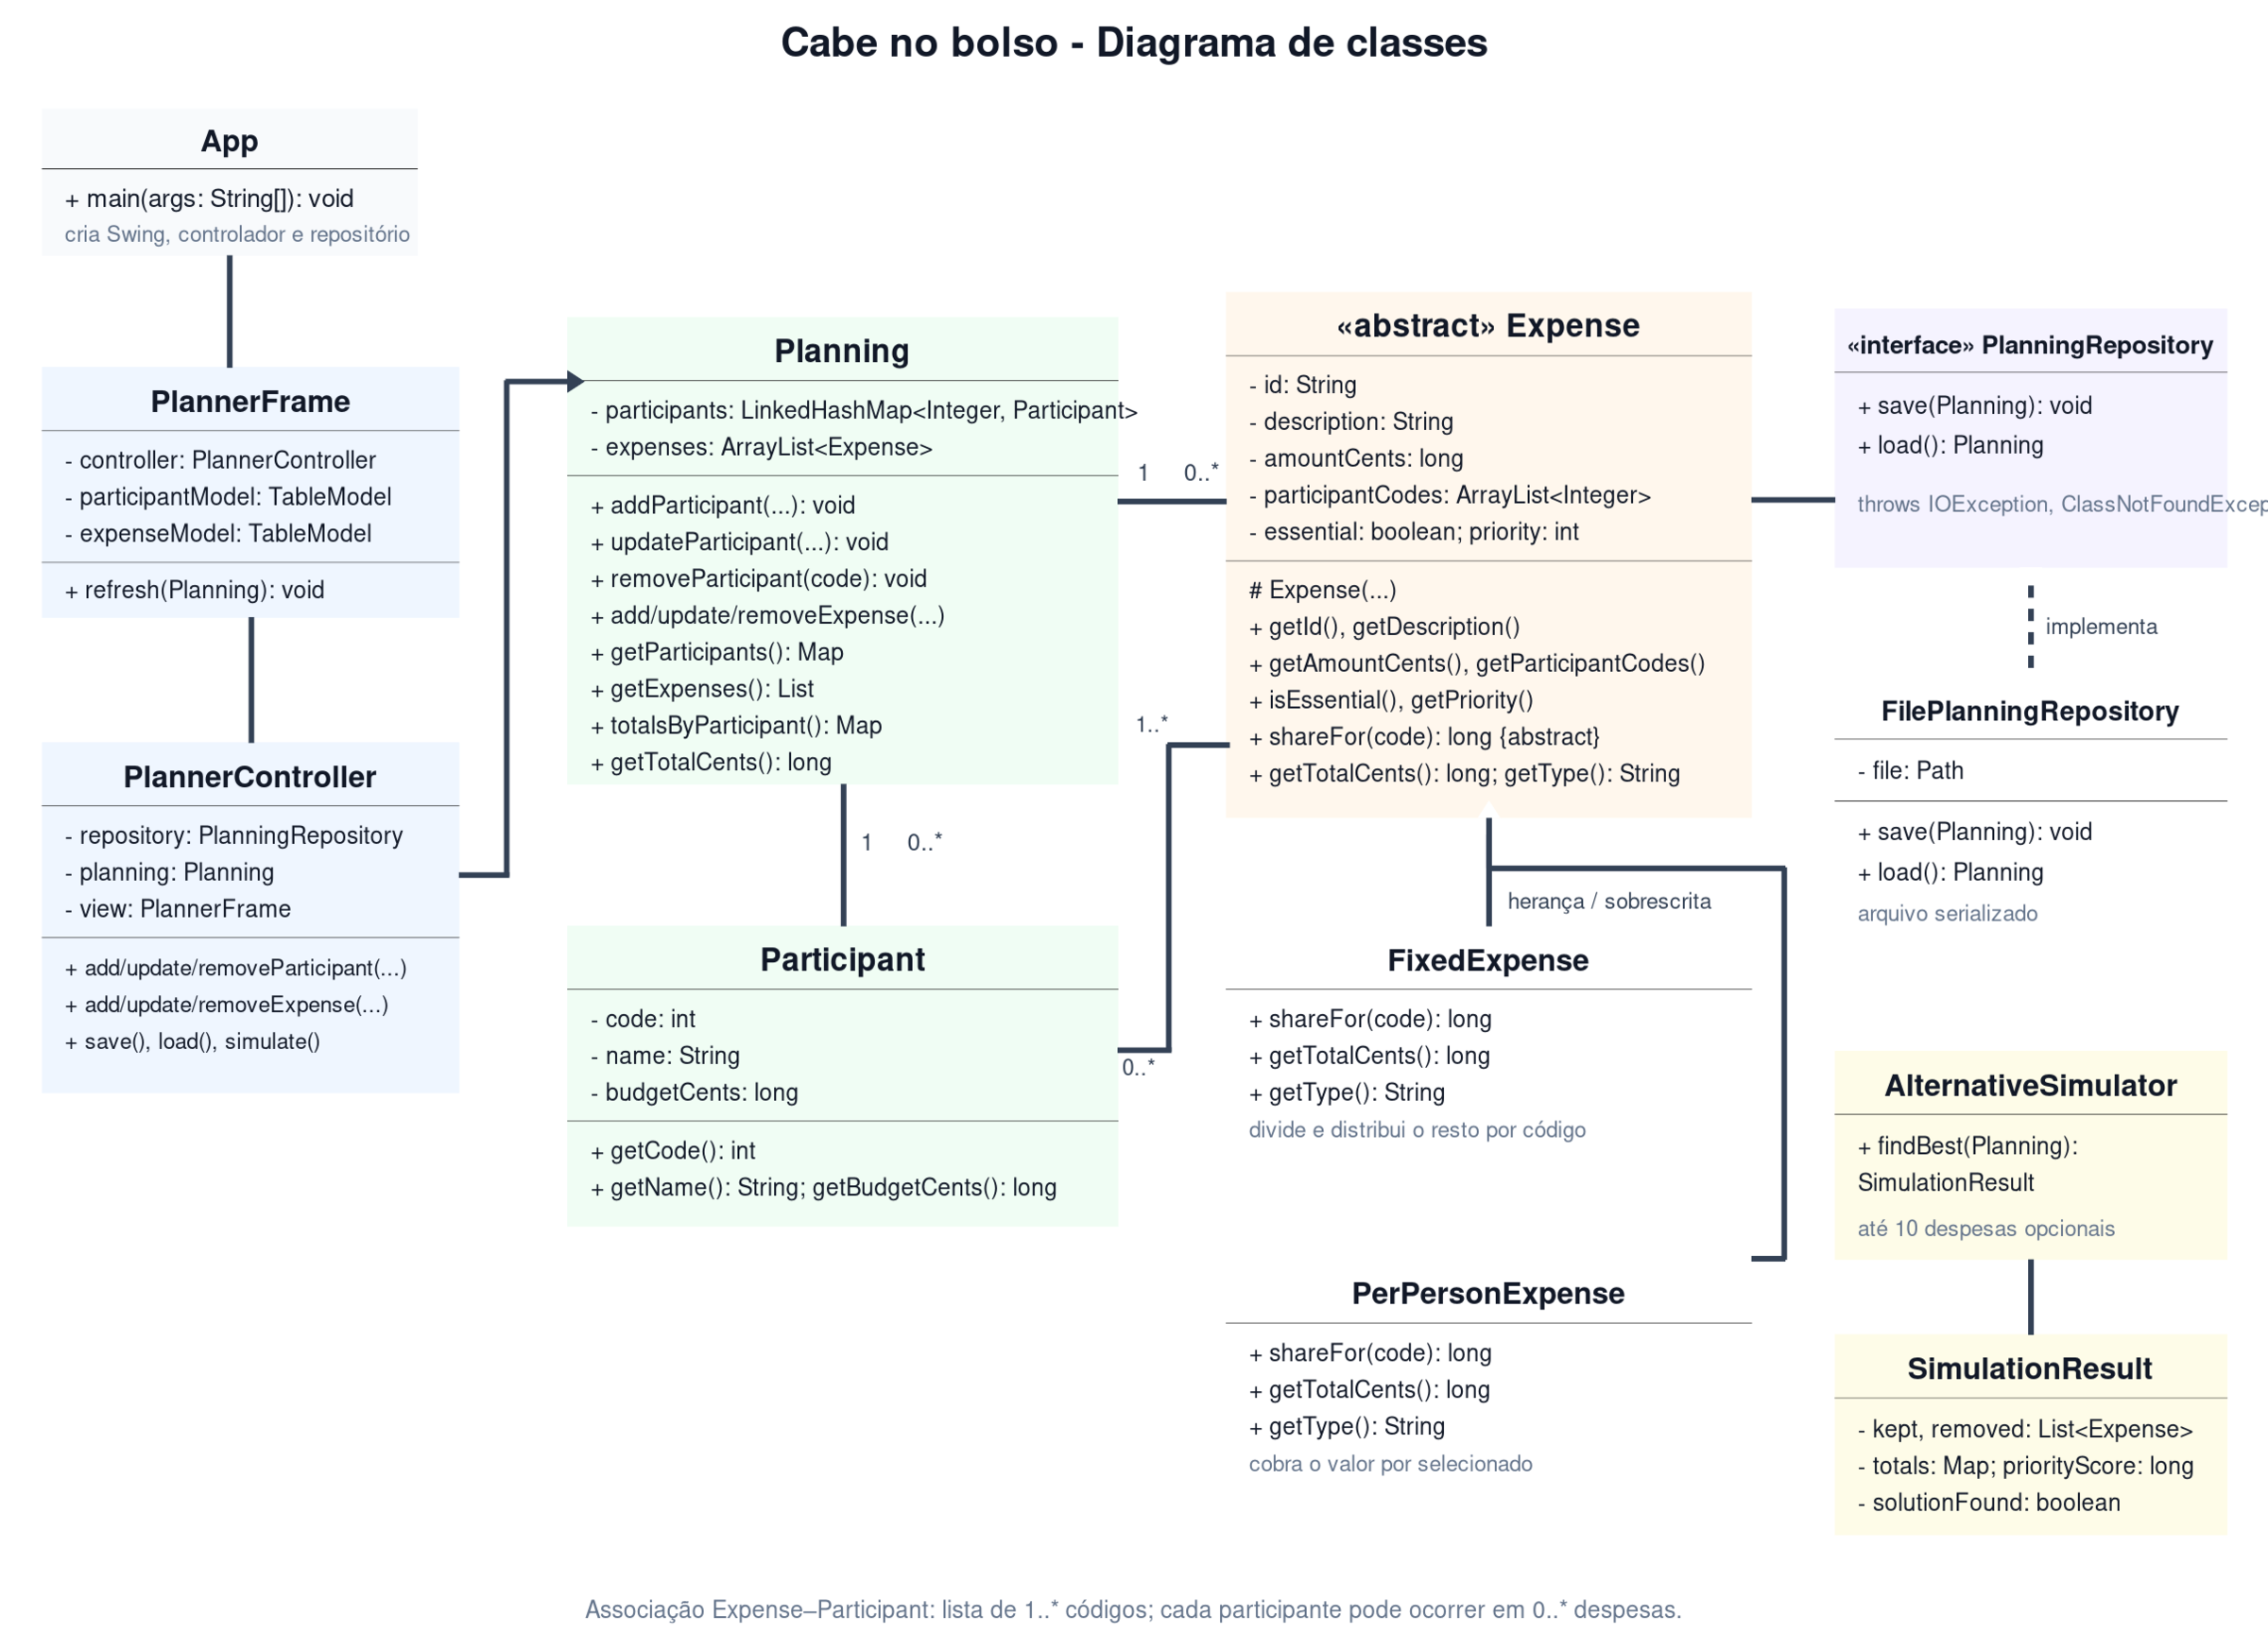 Cabe no bolso - Diagrama de classes
App
+ main(args: String[]): void
cria Swing, controlador e repositório
PlannerFrame
- controller: PlannerController
- participantModel: TableModel
- expenseModel: TableModel
+ refresh(Planning): void
PlannerController
- repository: PlanningRepository
- planning: Planning
- view: PlannerFrame
+ add/update/removeParticipant(...)
+ add/update/removeExpense(...)
+ save(), load(), simulate()
Planning
- participants: LinkedHashMap<Integer, Participant>
- expenses: ArrayList<Expense>
+ addParticipant(...): void
+ updateParticipant(...): void
+ removeParticipant(code): void
+ add/update/removeExpense(...)
+ getParticipants(): Map
+ getExpenses(): List
+ totalsByParticipant(): Map
+ getTotalCents(): long
1 0..*
1 0..*
Participant
- code: int
- name: String
- budgetCents: long
+ getCode(): int
+ getName(): String; getBudgetCents(): long
1..*
0..*
«abstract» Expense
- id: String
- description: String
- amountCents: long
- participantCodes: ArrayList<Integer>
- essential: boolean; priority: int
# Expense(...)
+ getId(), getDescription()
+ getAmountCents(), getParticipantCodes()
+ isEssential(), getPriority()
+ shareFor(code): long {abstract}
+ getTotalCents(): long; getType(): String
herança / sobrescrita
FixedExpense
+ shareFor(code): long
+ getTotalCents(): long
+ getType(): String
divide e distribui o resto por código
PerPersonExpense
+ shareFor(code): long
+ getTotalCents(): long
+ getType(): String
cobra o valor por selecionado
«interface» PlanningRepository
+ save(Planning): void
+ load(): Planning
throws IOException, ClassNotFoundExcep
implementa
FilePlanningRepository
- file: Path
+ save(Planning): void
+ load(): Planning
arquivo serializado
AlternativeSimulator
+ findBest(Planning):
SimulationResult
até 10 despesas opcionais
SimulationResult
- kept, removed: List<Expense>
- totals: Map; priorityScore: long
- solutionFound: boolean
Associação Expense–Participant: lista de 1..* códigos; cada participante pode ocorrer em 0..* despesas.